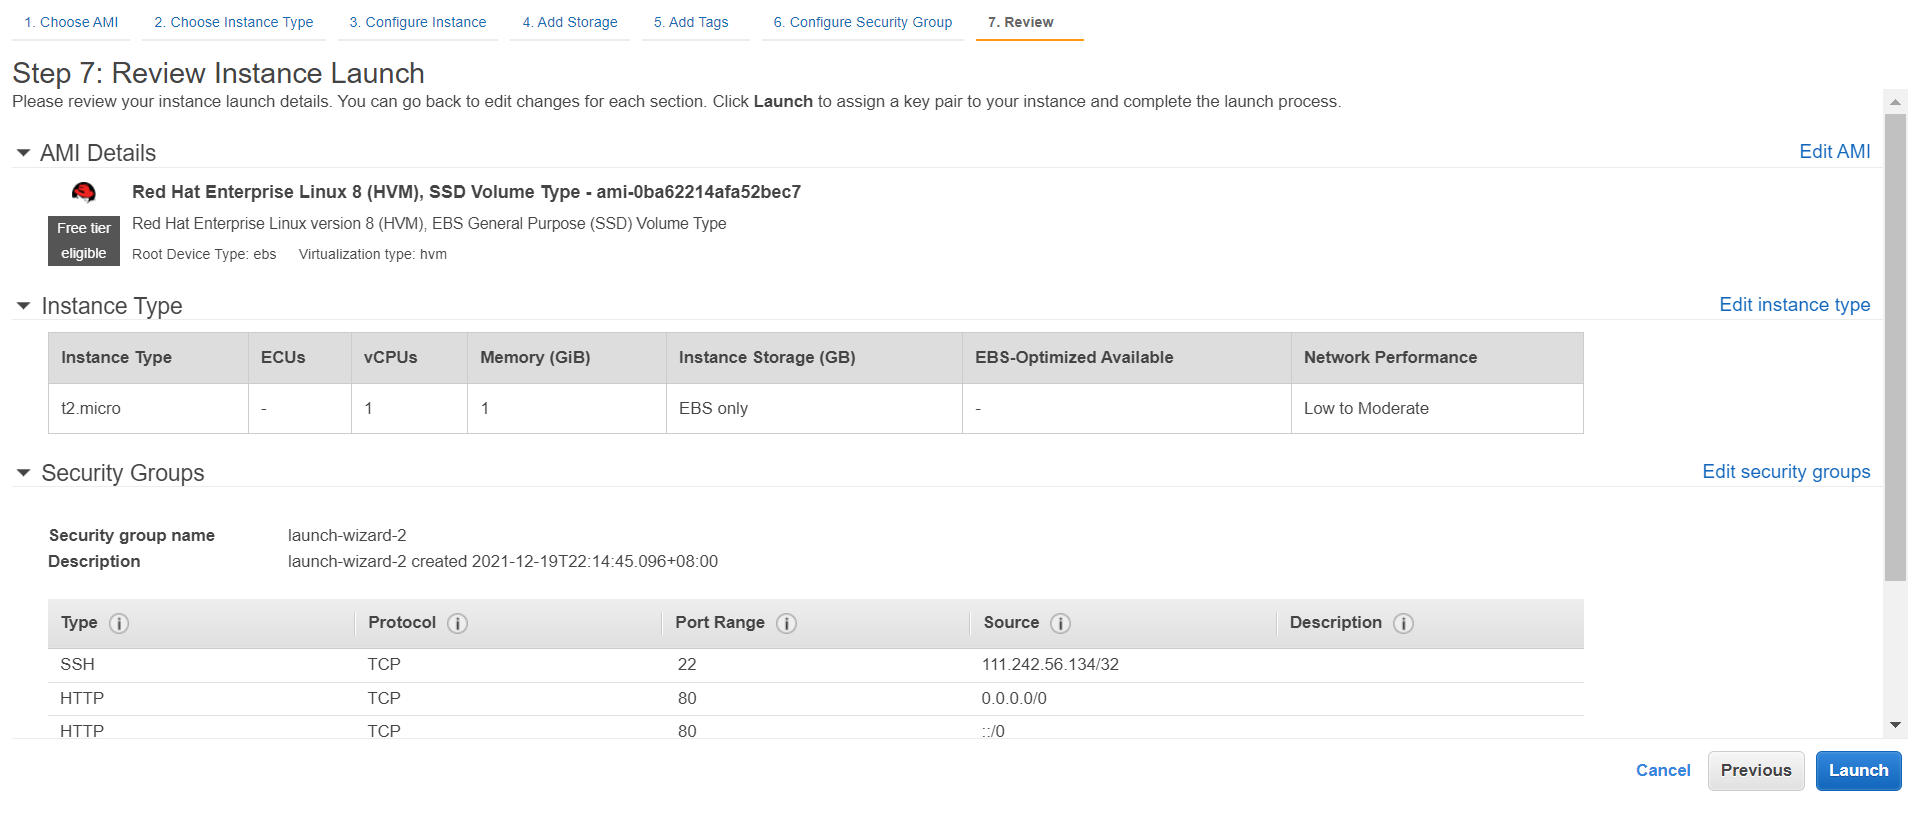 1. Choose AMI 2. Choose Instance Type 3. Configure Instance 4. Add Storage 5. Add Tags 6. Configure Security Group 7. Review
Step 7: Review Instance Launch
Please review your instance launch details. You can go back to edit changes for each section. Click Launch to assign a key pair to your instance and complete the launch process.
AMI Details Edit AMI
Red Hat Enterprise Linux 8 (HVM), SSD Volume Type - ami-0ba62214afa52bec7
Free tier eligible
Red Hat Enterprise Linux version 8 (HVM), EBS General Purpose (SSD) Volume Type
Root Device Type: ebs Virtualization type: hvm
Instance Type Edit instance type
Instance Type ECUs vCPUs Memory (GiB) Instance Storage (GB) EBS-Optimized Available Network Performance
t2.micro - 1 1 EBS only - Low to Moderate
Security Groups Edit security groups
Security group name launch-wizard-2
Description launch-wizard-2 created 2021-12-19T22:14:45.096+08:00
Type i Protocol i Port Range i Source i Description i
SSH TCP 22 111.242.56.134/32
HTTP TCP 80 0.0.0.0/0
HTTP TCP 80 ::/0
Cancel Previous Launch